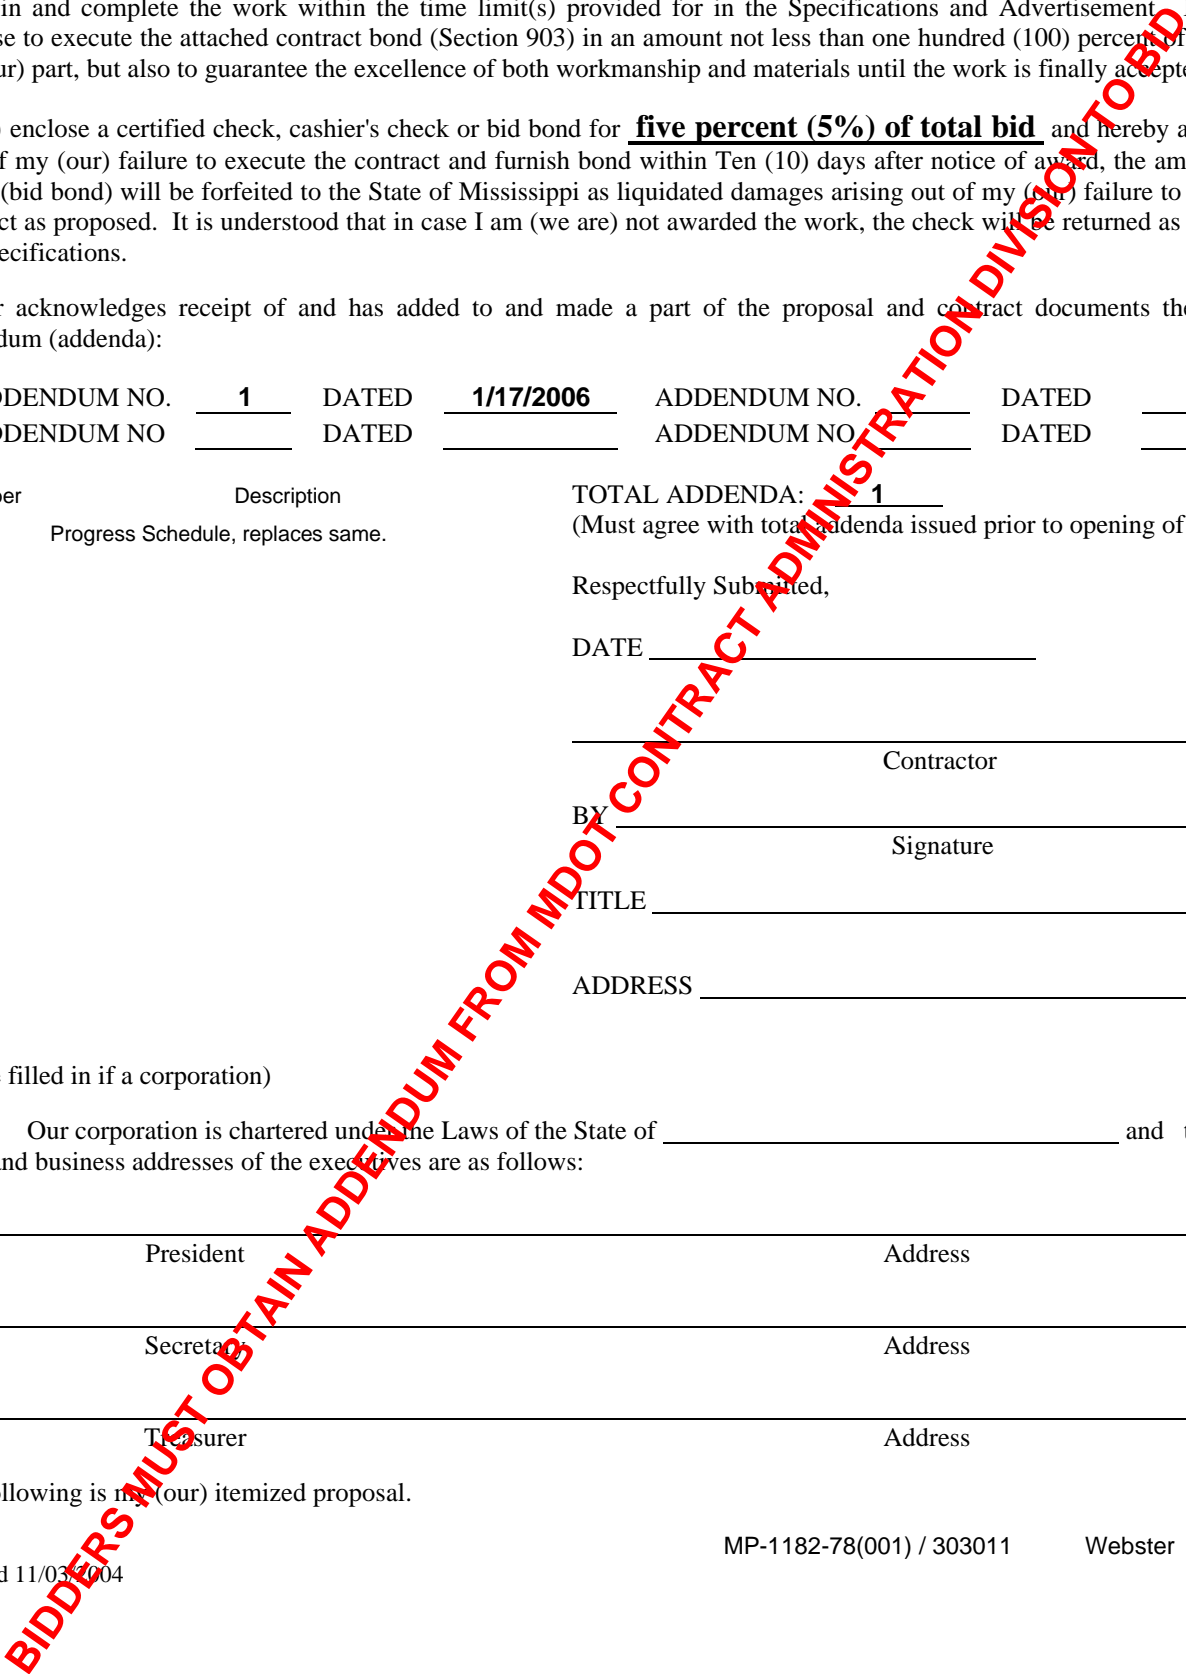 in and complete the work within the time limit(s) provided for in the Specifications and Advertisement.
se to execute the attached contract bond (Section 903) in an amount not less than one hundred (100) percent of
ur) part, but also to guarantee the excellence of both workmanship and materials until the work is finally accepte
) enclose a certified check, cashier's check or bid bond for five percent (5%) of total bid and hereby a
f my (our) failure to execute the contract and furnish bond within Ten (10) days after notice of award, the am
(bid bond) will be forfeited to the State of Mississippi as liquidated damages arising out of my (our) failure to
ct as proposed. It is understood that in case I am (we are) not awarded the work, the check will be returned as
ecifications.
r acknowledges receipt of and has added to and made a part of the proposal and contract documents the
dum (addenda):
DDENDUM NO. 1 DATED 1/17/2006 ADDENDUM NO. DATED
DDENDUM NO DATED ADDENDUM NO DATED
ber Description
Progress Schedule, replaces same.
TOTAL ADDENDA: 1
(Must agree with total addenda issued prior to opening of
Respectfully Submitted,
DATE
Contractor
BY
Signature
TITLE
ADDRESS
filled in if a corporation)
Our corporation is chartered under the Laws of the State of and t
and business addresses of the executives are as follows:
President Address
Secretary Address
Treasurer Address
ollowing is my (our) itemized proposal.
MP-1182-78(001) / 303011 Webster
d 11/03/2004
BIDDERS MUST OBTAIN ADDENDUM FROM MDOT CONTRACT ADMINISTRATION DIVISION TO BID